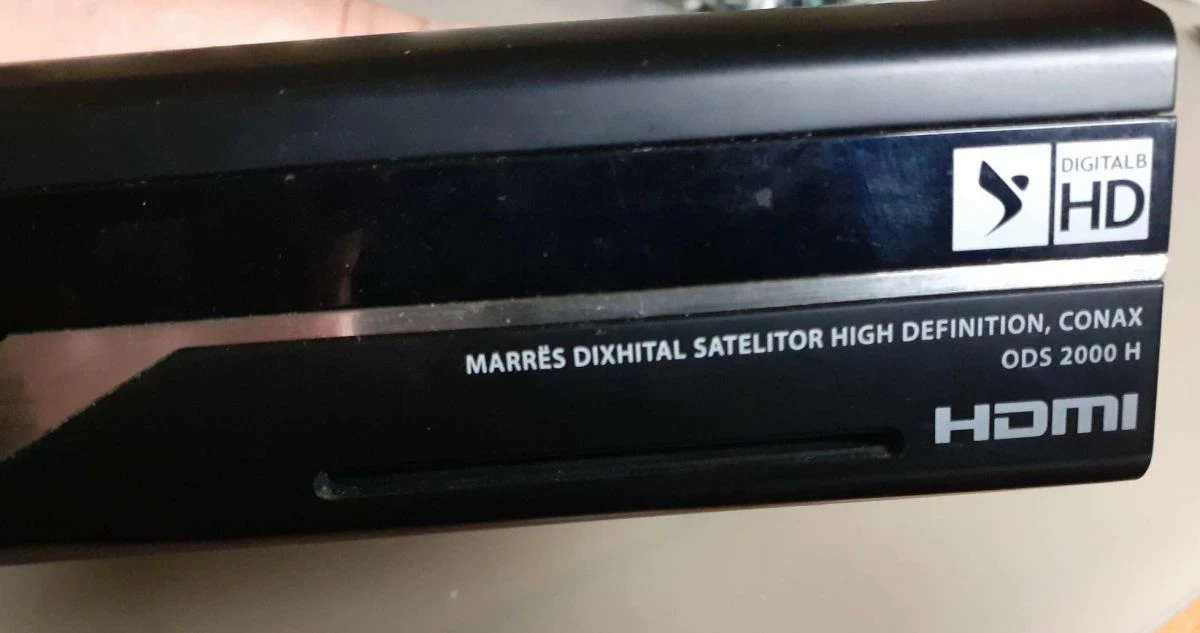 DIGITALB
HD
MARRËS DIXHITAL SATELITOR HIGH DEFINITION, CONAX
ODS 2000 H
HDMI